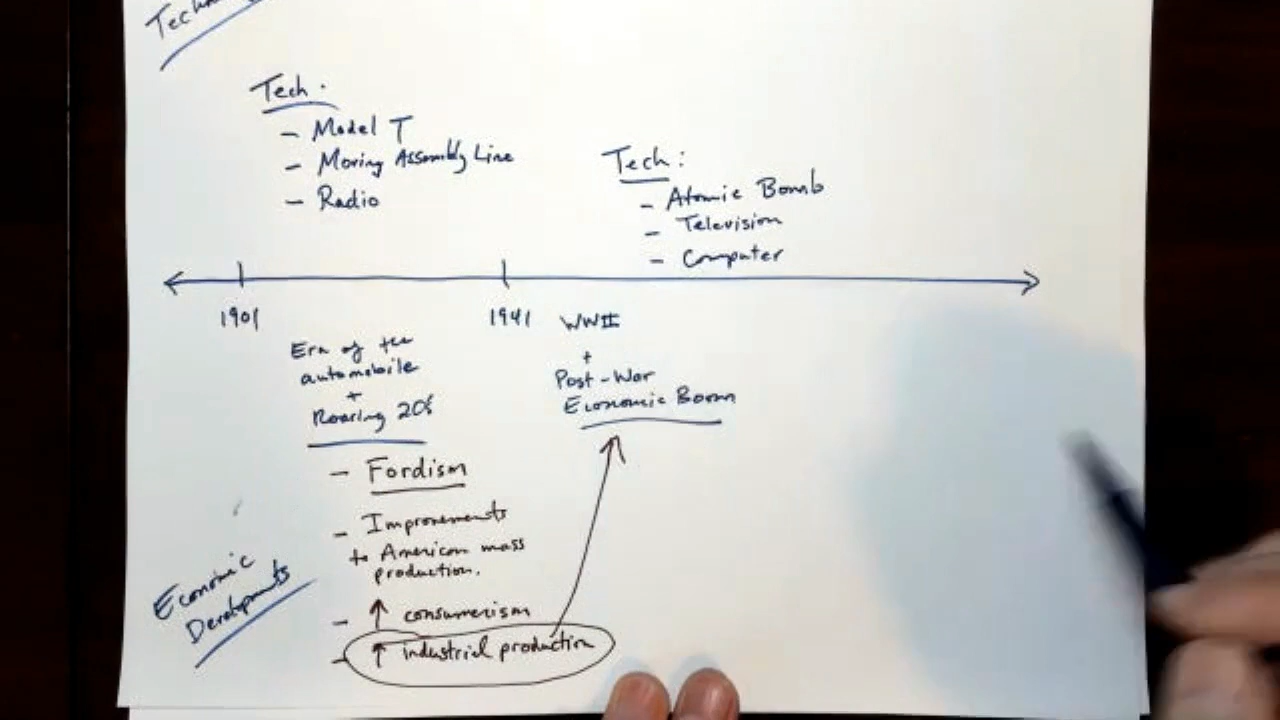 Tech:
- Model T
- Moving Assembly Line
- Radio
Tech:
- Atomic Bomb
- Television
- Computer
1901
1941
WWII
+
Post-War
Economic Boom
Era of the
automobile
+
Roaring 20s
- Fordism
- Improvements
to American mass
production.
- ↑ consumerism
- ↑ industrial production
Economic
Developments